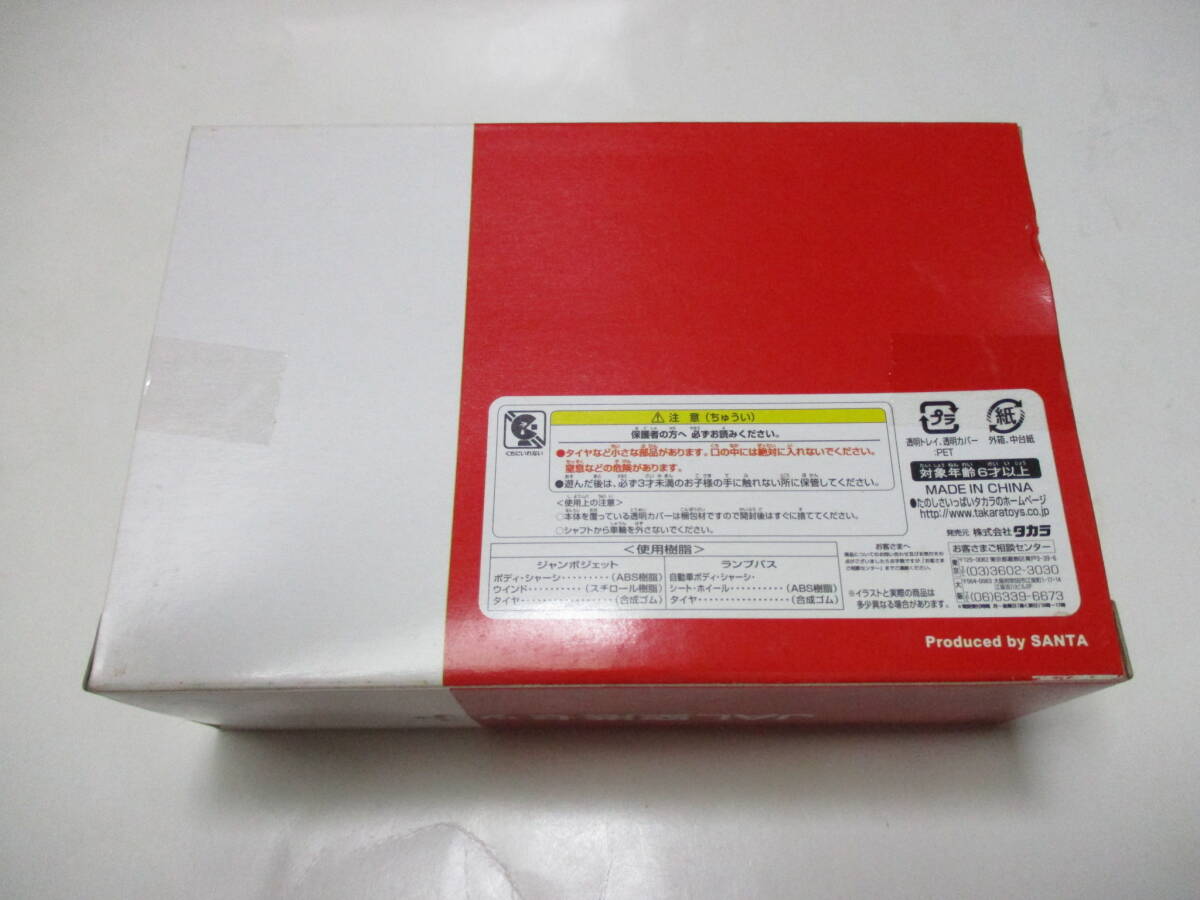 くちにいれない
⚠注意(ちゅうい)
保護者の方へ 必ずお読みください。
●タイヤなど小さな部品があります。口の中には絶対に入れないでください。
窒息などの危険があります。
●遊んだ後は、必ず3才未満のお子様の手に触れない所に保管してください。
<使用上の注意>
○本体を覆っている透明カバーは梱包材ですので開封後はすぐに捨ててください。
○シャフトから車輪を外さないでください。
<使用樹脂>
ジャンボジェット
ボディ・シャーシ・・・・・・・・・(ABS樹脂)
ウインド・・・・・・・・・・(スチロール樹脂)
タイヤ・・・・・・・・・・・・・・・(合成ゴム)
ランプバス
自動車ボディ・シャーシ・
シート・ホイール・・・・・・・・・(ABS樹脂)
タイヤ・・・・・・・・・・・・・・・(合成ゴム)
お客さまへ
※イラストと実際の商品は
多少異なる場合があります。
プラ
透明トレイ、透明カバー
:PET
紙
外箱、中台紙
対象年齢6才以上
MADE IN CHINA
●たのしさいっぱいタカラのホームページ
http://www.takaratoys.co.jp
発売元 株式会社タカラ
お客さまご相談センター
東京
(03)3602-3030
大阪
(06)6339-6673
Produced by SANTA
JAL